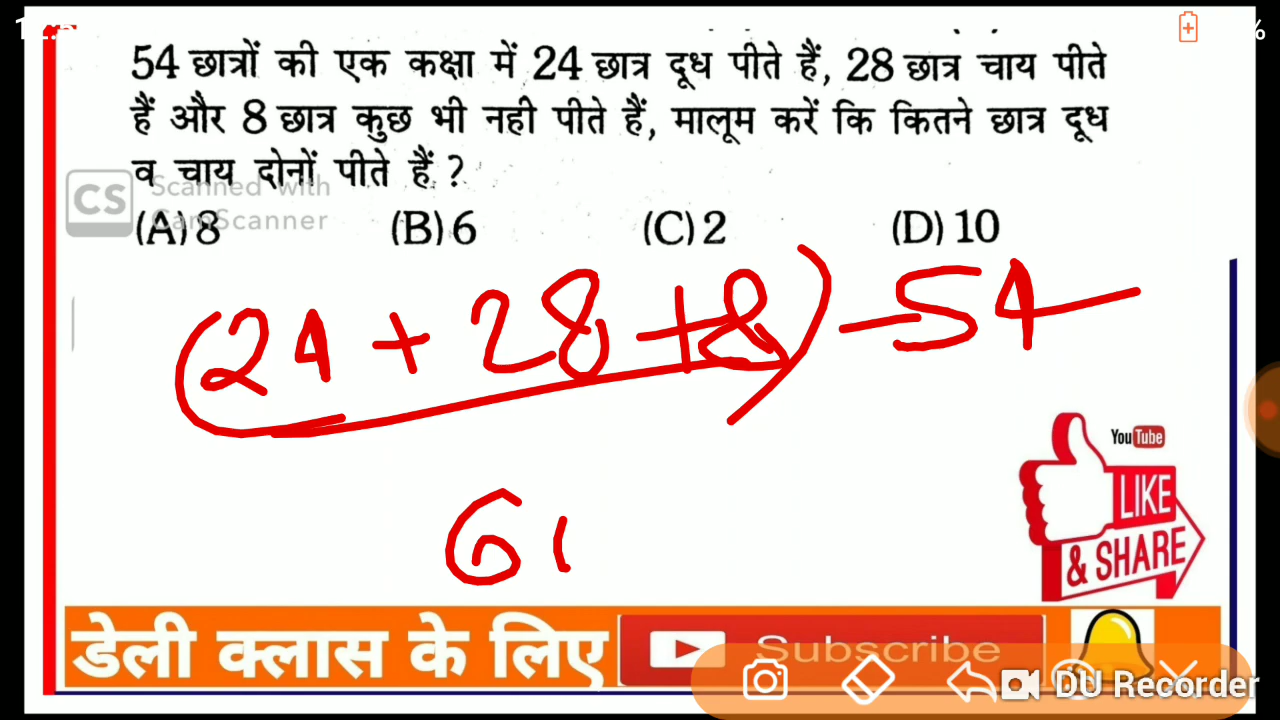 54 छात्रों की एक कक्षा में 24 छात्र दूध पीते हैं, 28 छात्र चाय पीते
हैं और 8 छात्र कुछ भी नही पीते हैं, मालूम करें कि कितने छात्र दूध
व चाय दोनों पीते हैं ?
CS Scanned with
CamScanner
(A) 8 (B) 6 (C) 2 (D) 10
(24 + 28 + 8) - 54
YouTube
LIKE
& SHARE
डेली क्लास के लिए Subscribe
DU Recorder